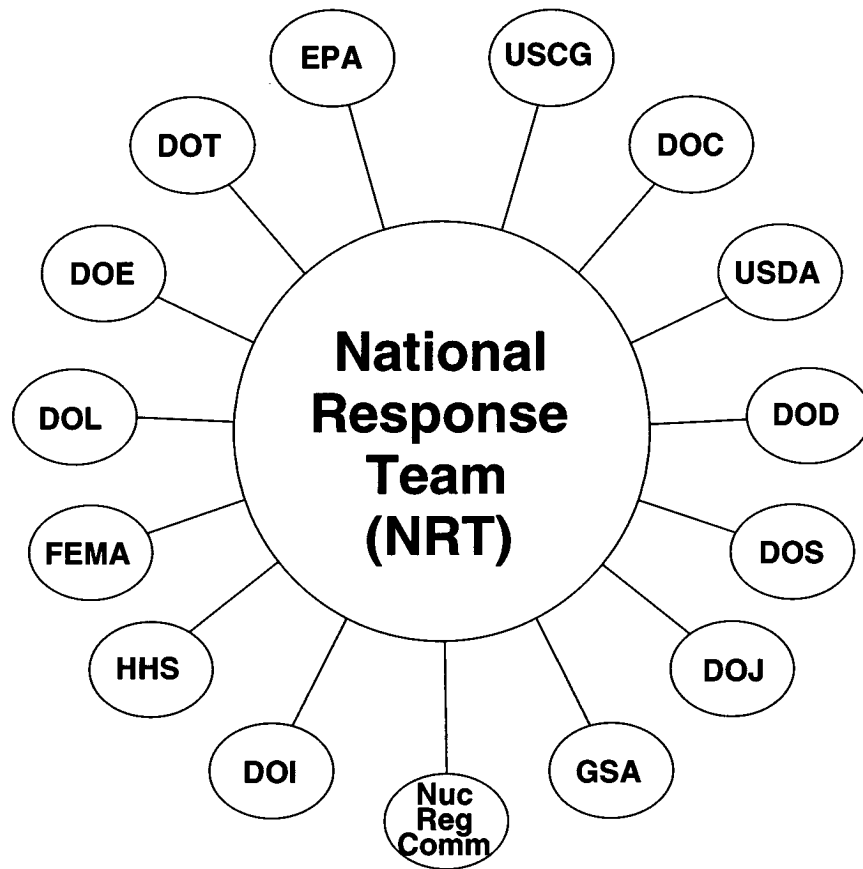 EPA
USCG
DOT
DOC
DOE
USDA
National
Response
Team
(NRT)
DOL
DOD
FEMA
DOS
HHS
DOJ
DOI
GSA
Nuc
Reg
Comm